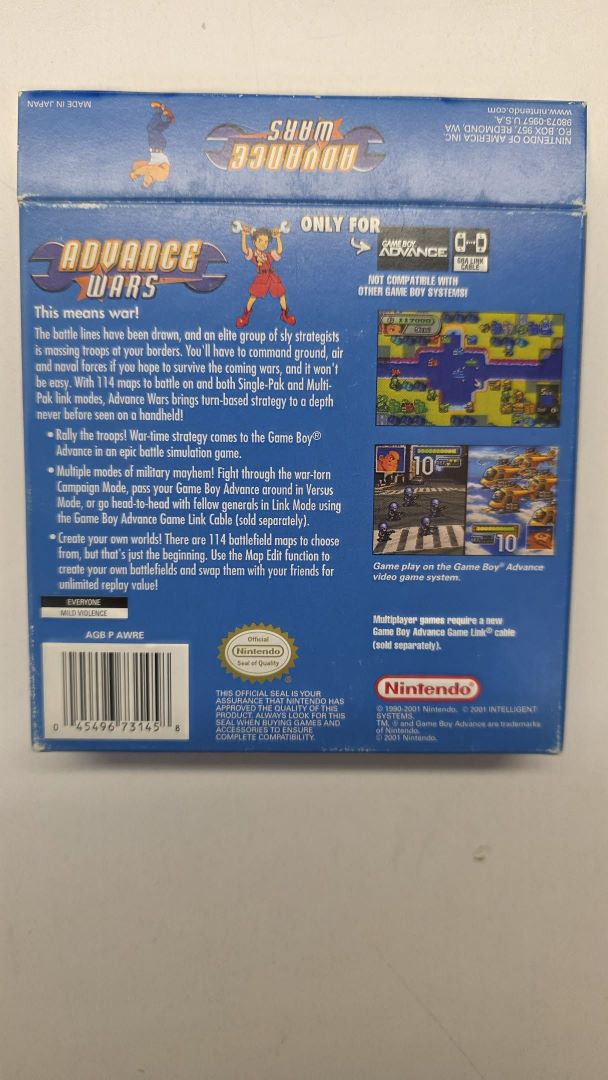 MADE IN JAPAN
ADVANCE
WARS
NINTENDO OF AMERICA INC.
P.O. BOX 957, REDMOND, WA
98073-0957 U.S.A.
www.nintendo.com
ADVANCE
WARS
ONLY FOR
GAME BOY
ADVANCE
GBA LINK
CABLE
NOT COMPATIBLE WITH
OTHER GAME BOY SYSTEMS!
This means war!
The battle lines have been drawn, and an elite group of sly strategists
is massing troops at your borders. You'll have to command ground, air
and naval forces if you hope to survive the coming wars, and it won't
be easy. With 114 maps to battle on and both Single-Pak and Multi-
Pak link modes, Advance Wars brings turn-based strategy to a depth
never before seen on a handheld!
• Rally the troops! War-time strategy comes to the Game Boy®
Advance in an epic battle simulation game.
• Multiple modes of military mayhem! Fight through the war-torn
Campaign Mode, pass your Game Boy Advance around in Versus
Mode, or go head-to-head with fellow generals in Link Mode using
the Game Boy Advance Game Link Cable (sold separately).
• Create your own worlds! There are 114 battlefield maps to choose
from, but that's just the beginning. Use the Map Edit function to
create your own battlefields and swap them with your friends for
unlimited replay value!
10
10
Game play on the Game Boy® Advance
video game system.
EVERYONE
MILD VIOLENCE
AGB P AWRE
0 45496 73145 8
Official
Nintendo
Seal of Quality
®
THIS OFFICIAL SEAL IS YOUR
ASSURANCE THAT NINTENDO HAS
APPROVED THE QUALITY OF THIS
PRODUCT. ALWAYS LOOK FOR THIS
SEAL WHEN BUYING GAMES AND
ACCESSORIES TO ENSURE
COMPLETE COMPATIBILITY.
Multiplayer games require a new
Game Boy Advance Game Link® cable
(sold separately).
Nintendo®
© 1990-2001 Nintendo. © 2001 INTELLIGENT
SYSTEMS.
TM, ® and Game Boy Advance are trademarks
of Nintendo.
© 2001 Nintendo.